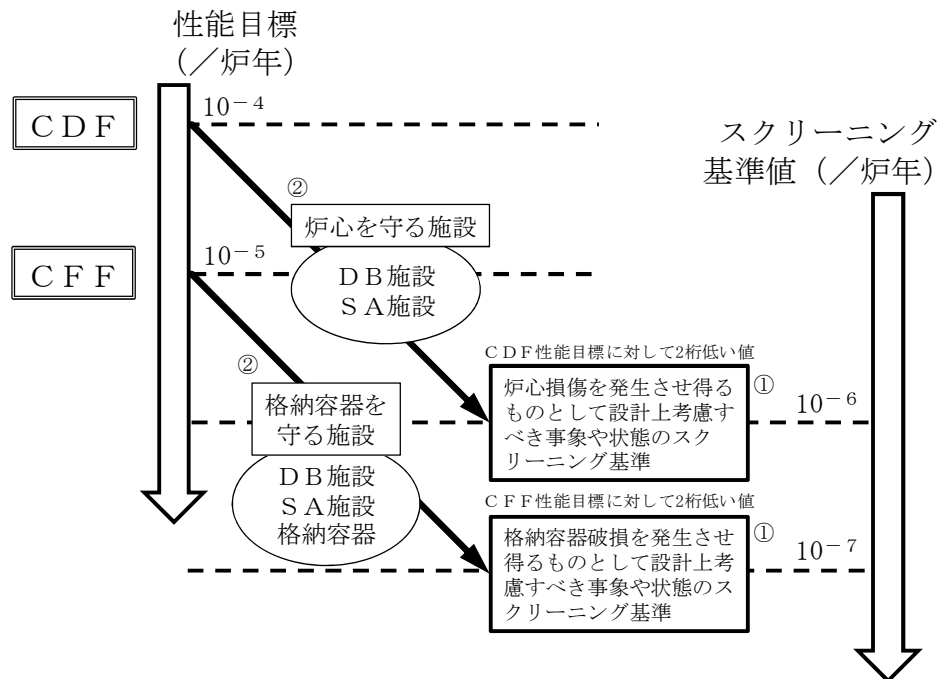 性能目標
(／炉年)
CDF
10－4
スクリーニング
基準値（／炉年）
②
炉心を守る施設
CFF
10－5
DB施設
SA施設
CDF性能目標に対して2桁低い値
②
炉心損傷を発生させ得る
ものとして設計上考慮す
べき事象や状態のスク
リーニング基準
①
10－6
格納容器を
守る施設
DB施設
SA施設
格納容器
CFF性能目標に対して2桁低い値
格納容器破損を発生させ
得るものとして設計上考
慮すべき事象や状態のス
クリーニング基準
①
10－7